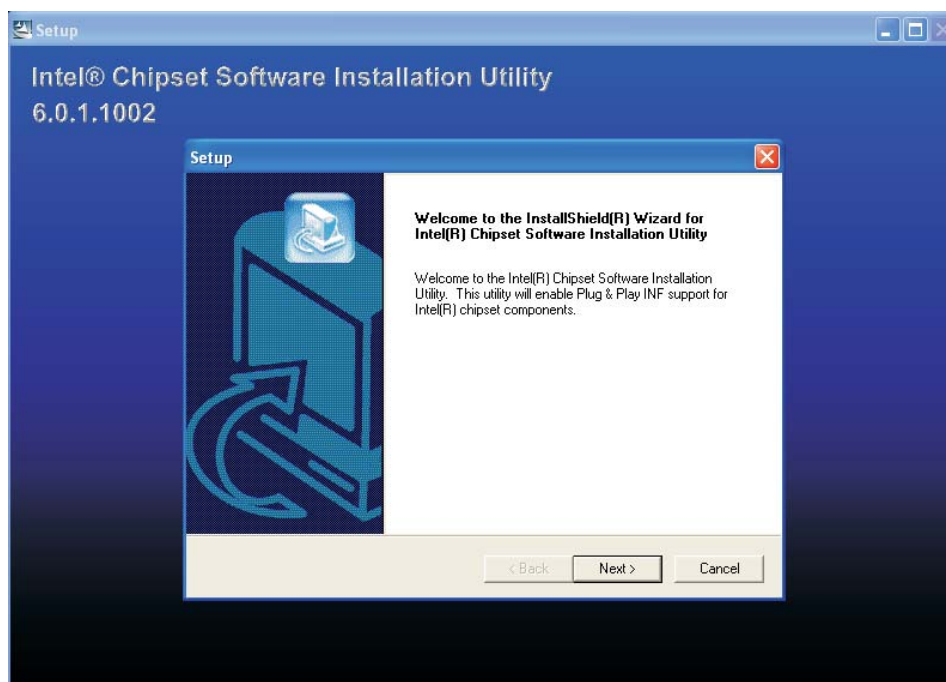 Setup
Intel® Chipset Software Installation Utility
6.0.1.1002
Setup
Welcome to the InstallShield(R) Wizard for
Intel(R) Chipset Software Installation Utility
Welcome to the Intel(R) Chipset Software Installation
Utility.  This utility will enable Plug & Play INF support for
Intel(R) chipset components.
< Back
Next >
Cancel